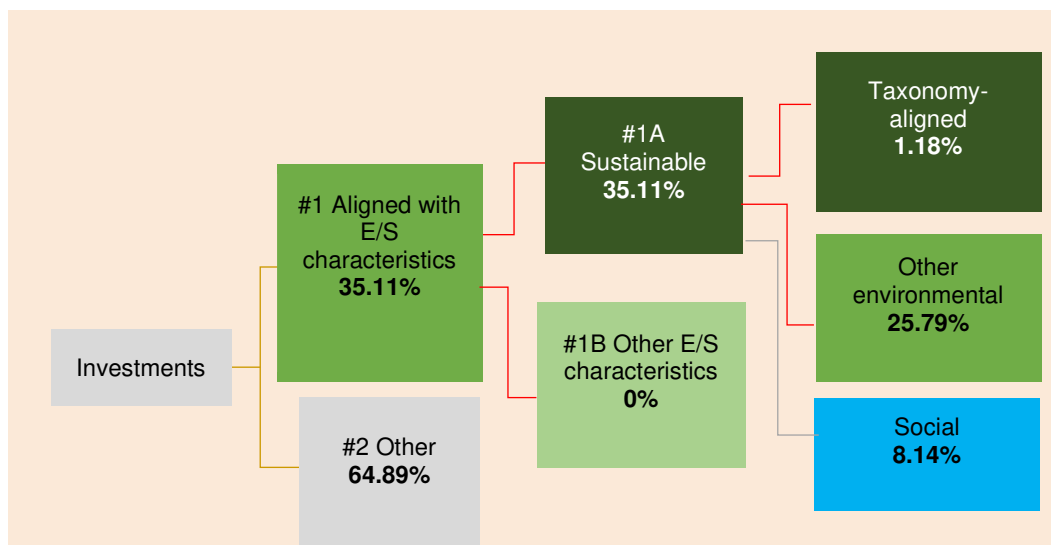 Investments
#1 Aligned with
E/S
characteristics
35.11%
#2 Other
64.89%
#1A
Sustainable
35.11%
#1B Other E/S
characteristics
0%
Taxonomy-
aligned
1.18%
Other
environmental
25.79%
Social
8.14%